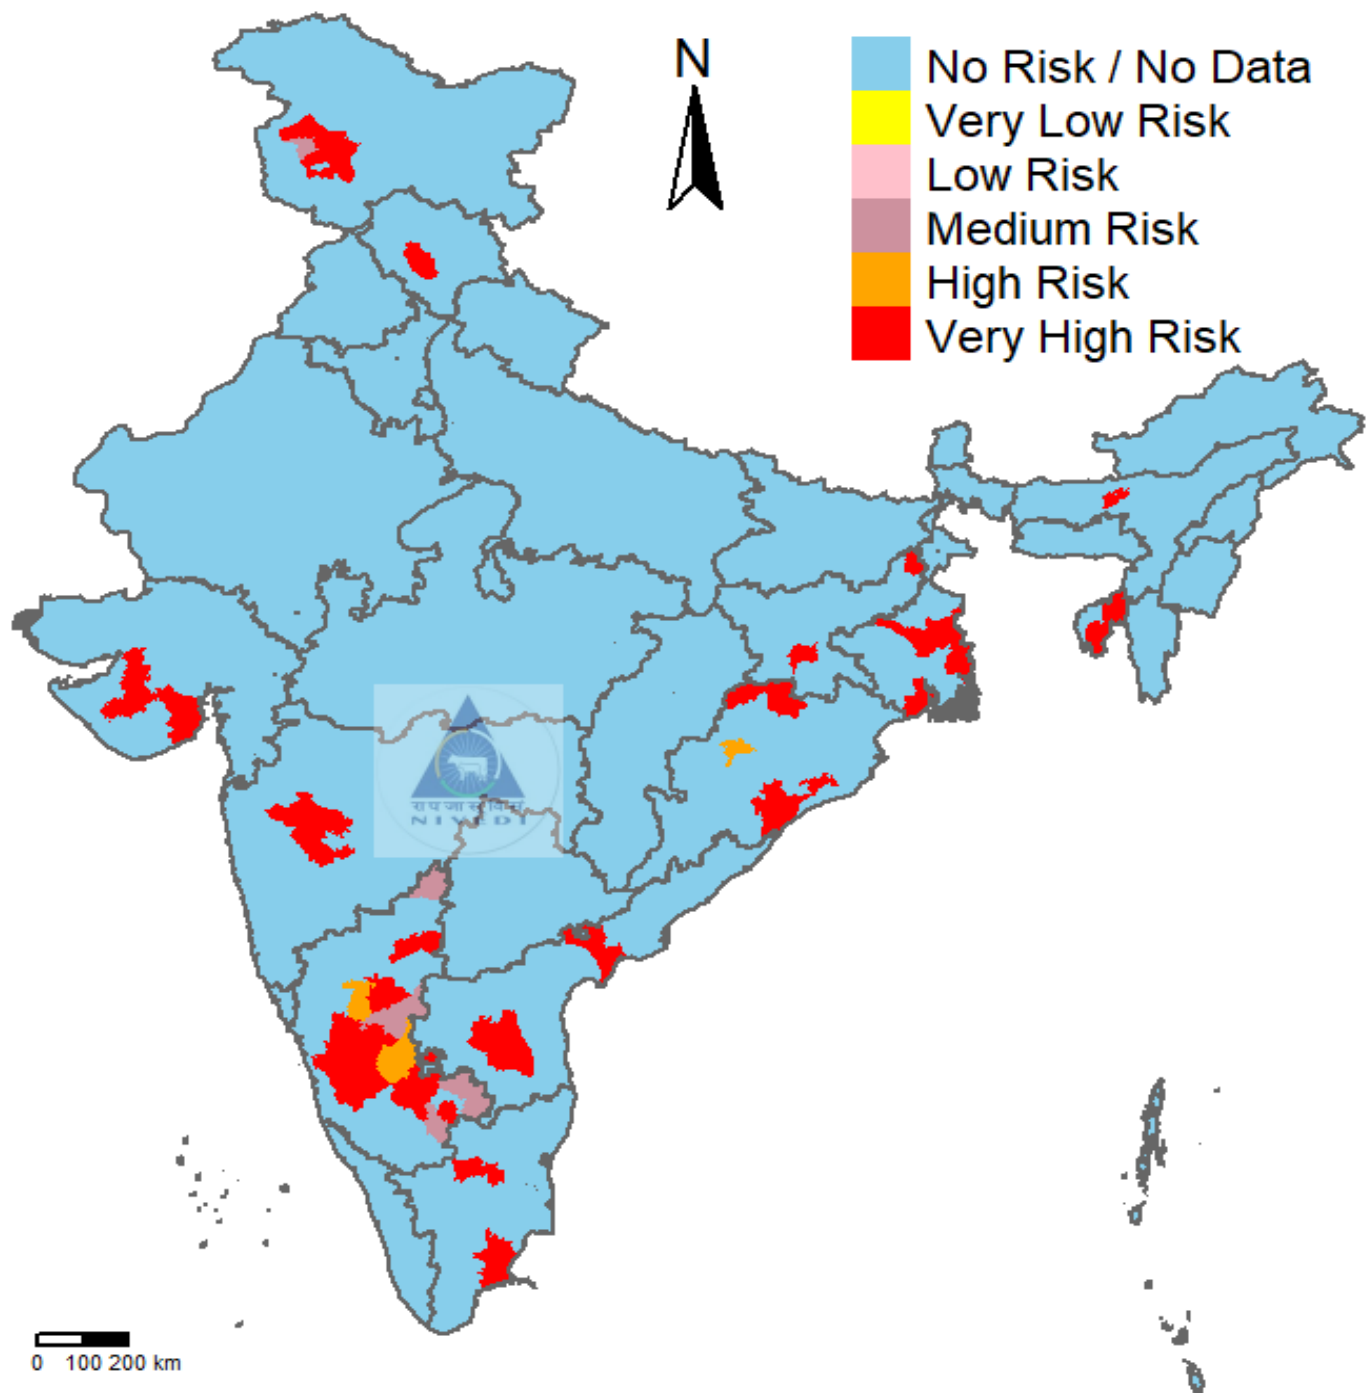 N
No Risk / No Data
Very Low Risk
Low Risk
Medium Risk
High Risk
Very High Risk
NIVEDI
0 100 200 km